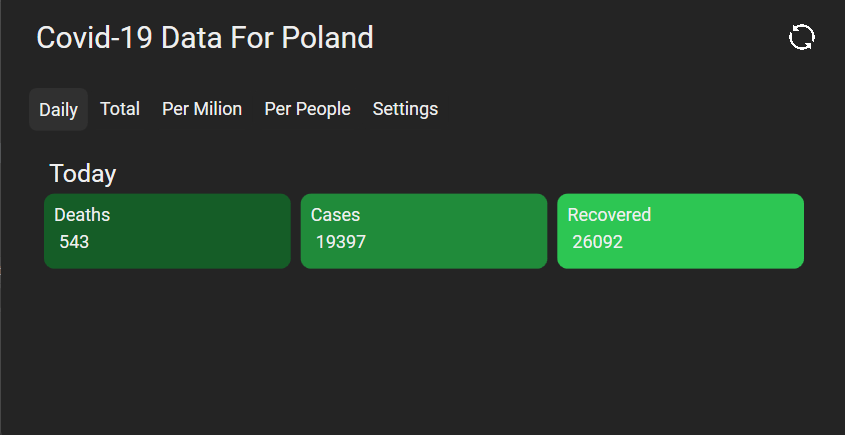 Covid-19 Data For Poland
Daily Total Per Milion Per People Settings
Today
Deaths Cases Recovered
543 19397 26092